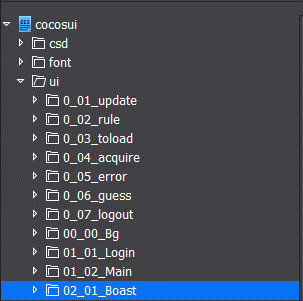 cocosui
csd
font
ui
0_01_update
0_02_rule
0_03_toload
0_04_acquire
0_05_error
0_06_guess
0_07_logout
00_00_Bg
01_01_Login
01_02_Main
02_01_Boast